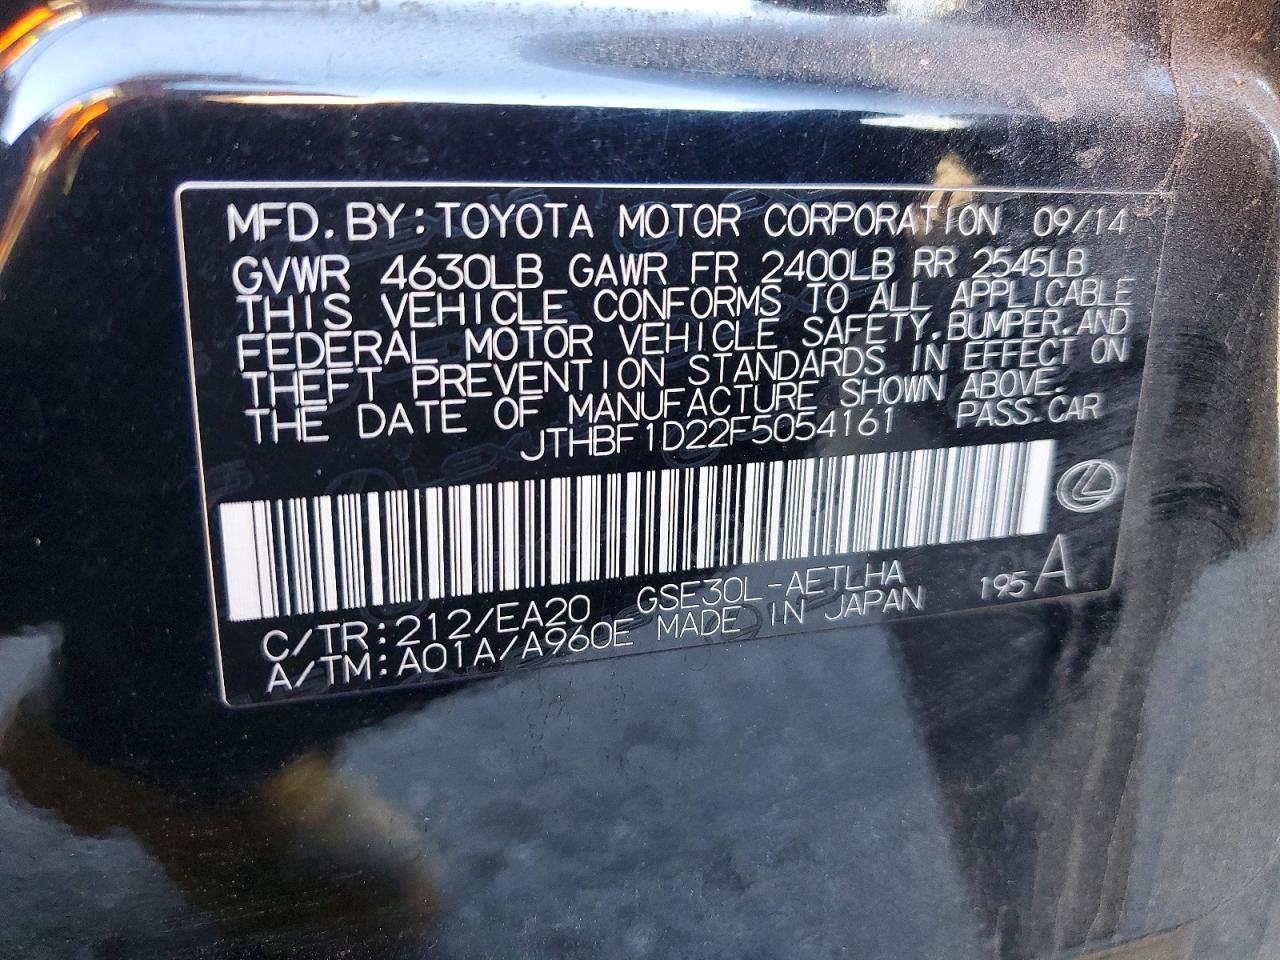 MFD. BY: TOYOTA MOTOR CORPORATION 09/14
GVWR 4630LB GAWR FR 2400LB RR 2545LB
THIS VEHICLE CONFORMS TO ALL APPLICABLE
FEDERAL MOTOR VEHICLE SAFETY, BUMPER, AND
THEFT PREVENTION STANDARDS IN EFFECT ON
THE DATE OF MANUFACTURE SHOWN ABOVE.
JTHBF1D22F5054161 PASS. CAR
C/TR: 212/EA20 GSE30L-AETLHA 195 A
A/TM: A01A/A960E MADE IN JAPAN